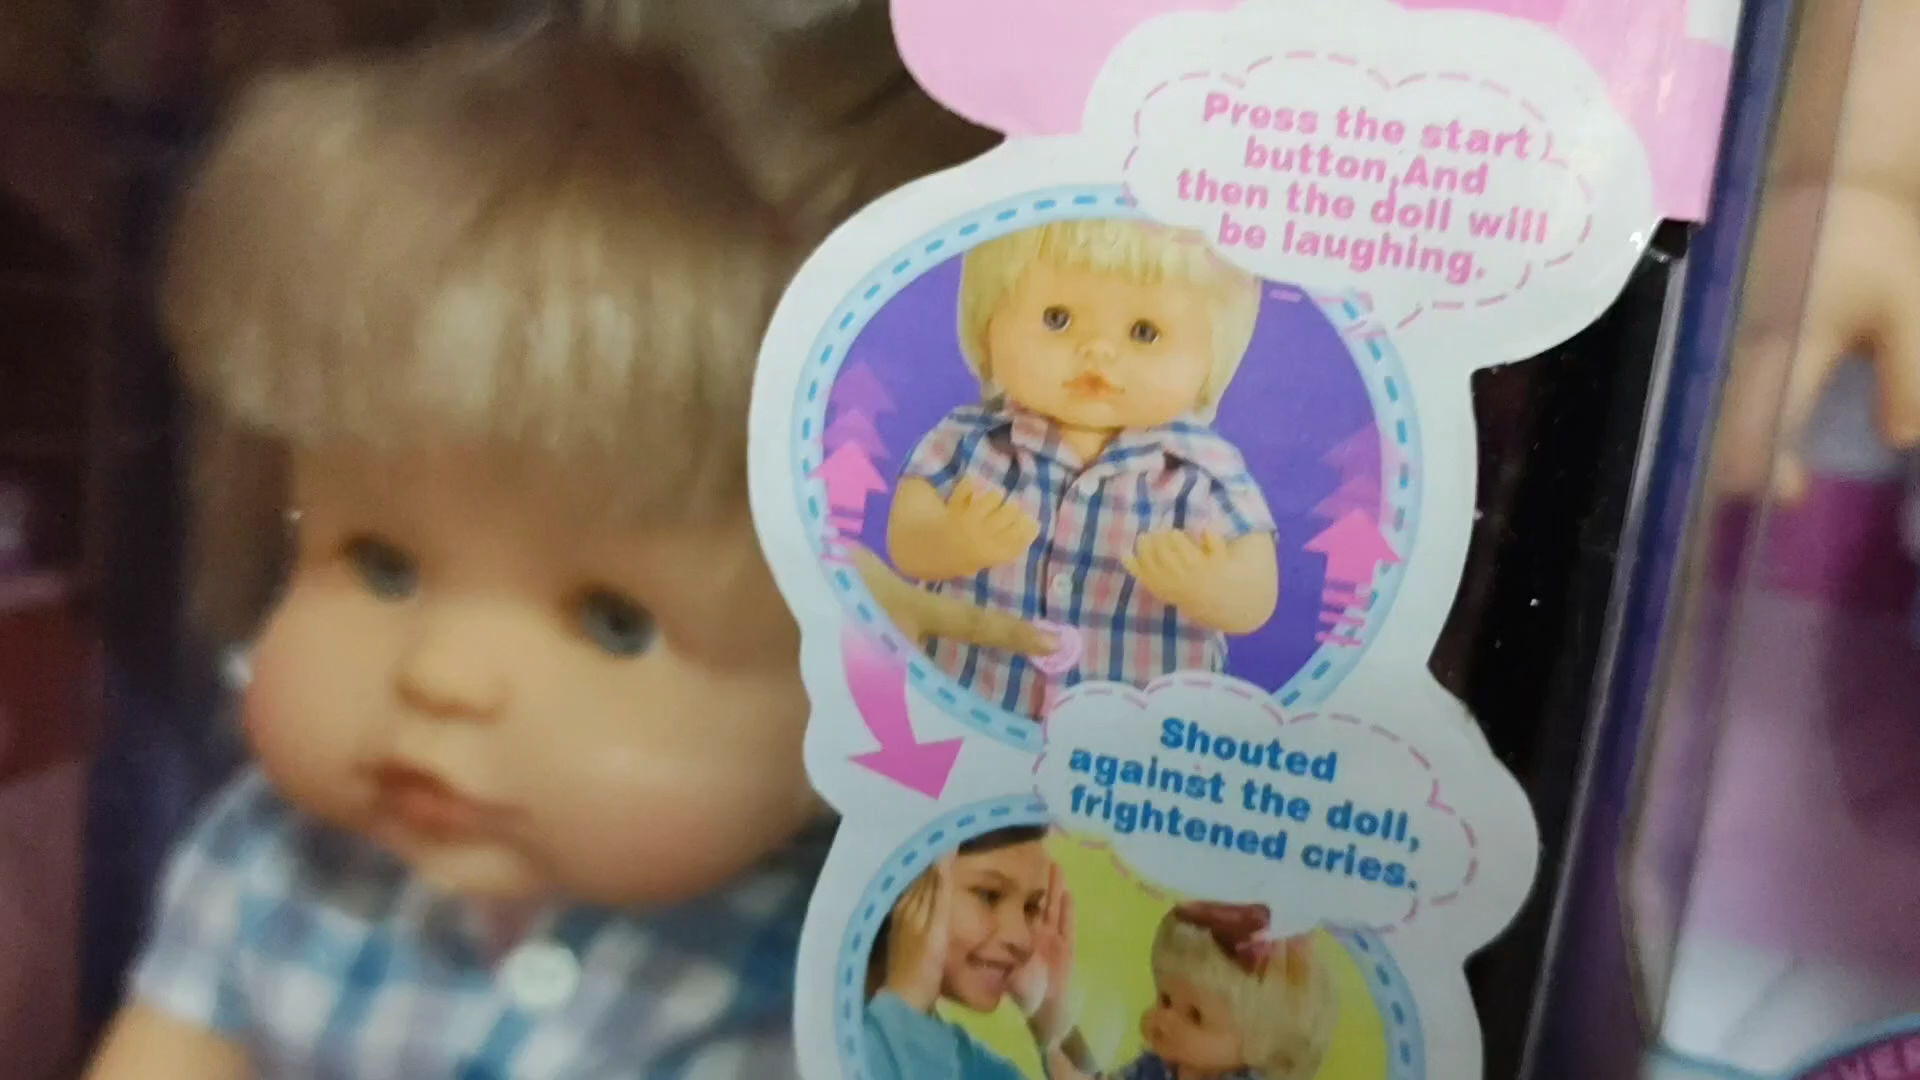 Press the start
button,And
then the doll will
be laughing.
Shouted
against the doll,
frightened cries.